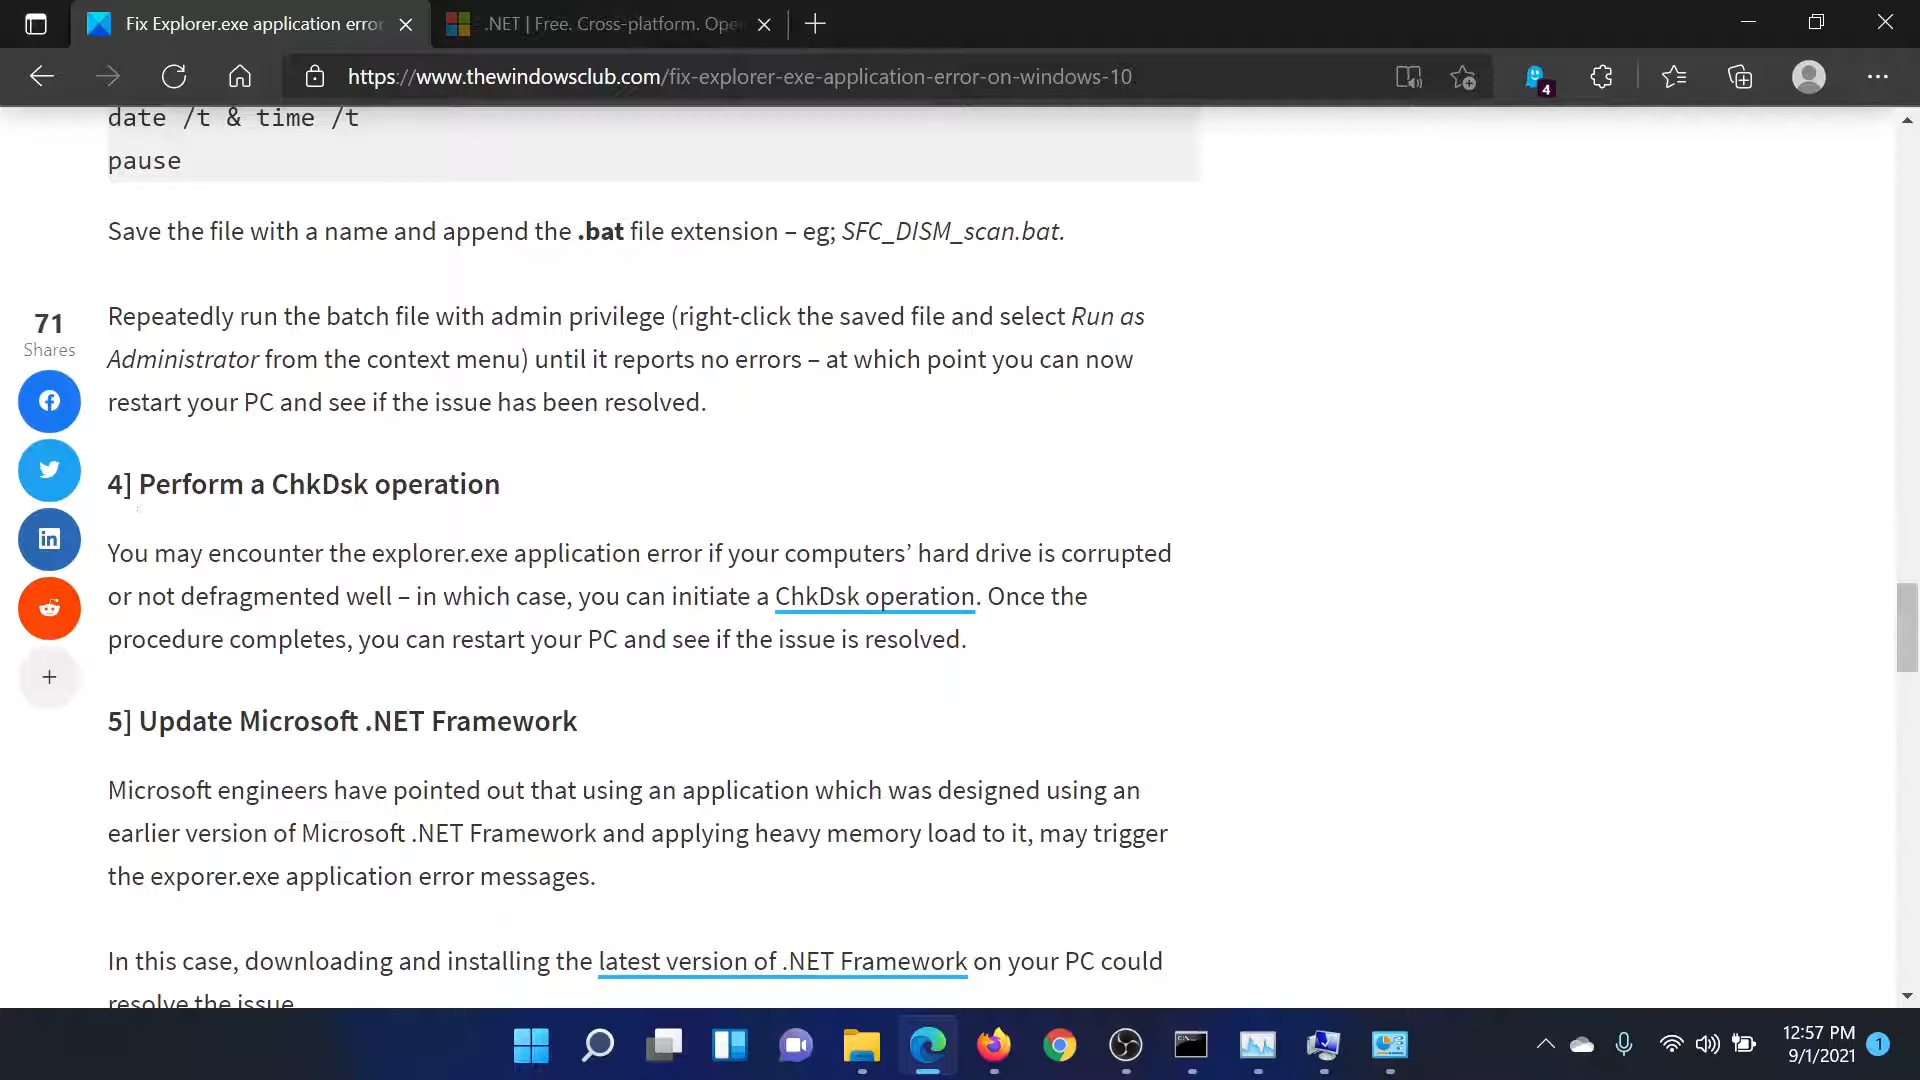 Fix Explorer.exe application erro
.NET | Free. Cross-platform. Ope
https://www.thewindowsclub.com/fix-explorer-exe-application-error-on-windows-10
4
date /t & time /t
pause
Save the file with a name and append the .bat file extension – eg; SFC_DISM_scan.bat.
Repeatedly run the batch file with admin privilege (right-click the saved file and select Run as
Administrator from the context menu) until it reports no errors – at which point you can now
restart your PC and see if the issue has been resolved.
71
Shares
4] Perform a ChkDsk operation
You may encounter the explorer.exe application error if your computers’ hard drive is corrupted
or not defragmented well – in which case, you can initiate a ChkDsk operation. Once the
procedure completes, you can restart your PC and see if the issue is resolved.
5] Update Microsoft .NET Framework
Microsoft engineers have pointed out that using an application which was designed using an
earlier version of Microsoft .NET Framework and applying heavy memory load to it, may trigger
the exporer.exe application error messages.
In this case, downloading and installing the latest version of .NET Framework on your PC could
resolve the issue
12:57 PM
9/1/2021
1